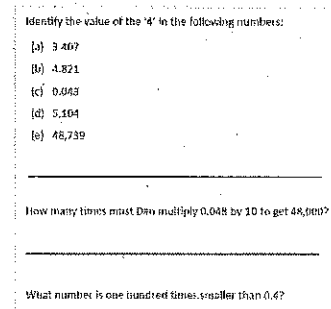 Identify the value of the '4' in the following numbers:
(a) 3.407
(b) 4.821
(c) 0.043
(d) 5.104
(e) 48,739
How many times must Dan multiply 0.048 by 10 to get 48,000?
What number is one hundred times smaller than 0.4?